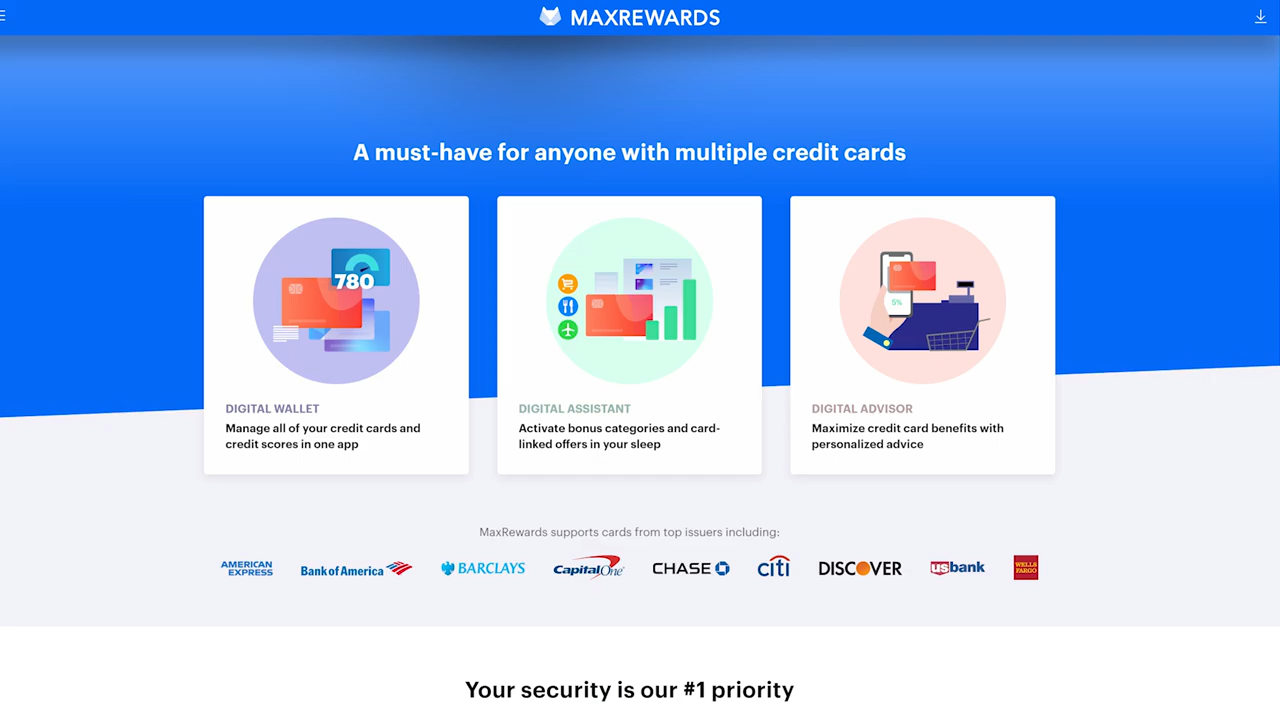 MAXREWARDS
A must-have for anyone with multiple credit cards
780
5%
DIGITAL WALLET
Manage all of your credit cards and
credit scores in one app
DIGITAL ASSISTANT
Activate bonus categories and card-
linked offers in your sleep
DIGITAL ADVISOR
Maximize credit card benefits with
personalized advice
MaxRewards supports cards from top issuers including:
AMERICAN
EXPRESS
Bank of America
BARCLAYS
Capital One
CHASE
citi
DISCOVER
usbank
WELLS
FARGO
Your security is our #1 priority